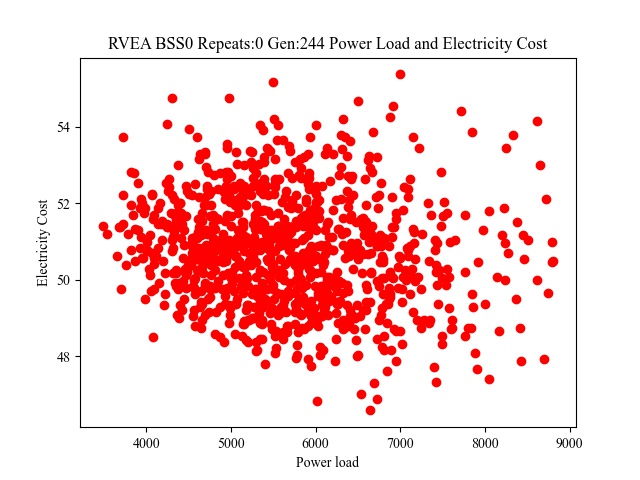 RVEA BSS0 Repeats:0 Gen:244 Power Load and Electricity Cost
Electricity Cost
54
52
50
48
4000 5000 6000 7000 8000 9000
Power load